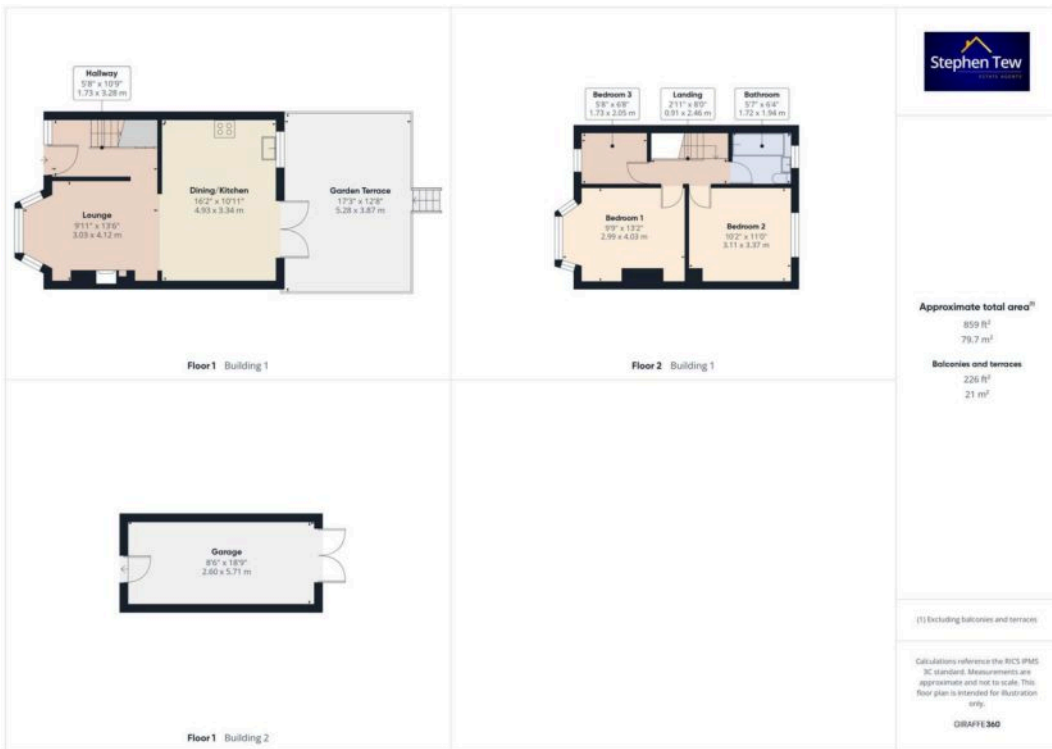 Hallway
5'8" x 10'9"
1.73 x 3.28 m
Dining/Kitchen
16'2" x 10'11"
4.93 x 3.34 m
Garden Terrace
17'3" x 12'8"
5.28 x 3.87 m
Lounge
9'11" x 13'6"
3.03 x 4.12 m
Floor 1 Building 1
Bedroom 3
5'8" x 6'8"
1.73 x 2.05 m
Landing
2'11" x 8'0"
0.91 x 2.46 m
Bathroom
5'7" x 6'4"
1.72 x 1.94 m
Bedroom 1
9'9" x 13'2"
2.99 x 4.03 m
Bedroom 2
10'2" x 11'0"
3.11 x 3.37 m
Floor 2 Building 1
Garage
8'6" x 18'9"
2.60 x 5.71 m
Floor 1 Building 2
Stephen Tew
ESTATE AGENTS
Approximate total area(1)
859 ft²
79.7 m²
Balconies and terraces
226 ft²
21 m²
(1) Excluding balconies and terraces
Calculations reference the RICS IPMS
3C standard. Measurements are
approximate and not to scale. This
floor plan is intended for illustration
only.
GIRAFFE360